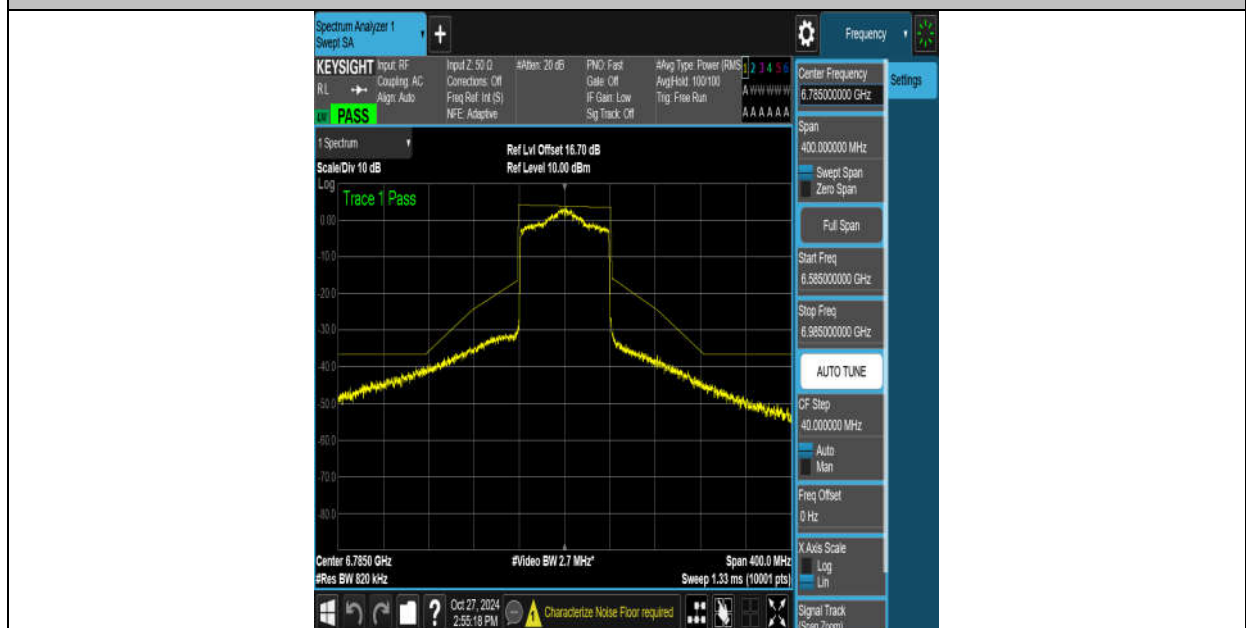 Spectrum Analyzer 1
Swept SA
Frequency
KEYSIGHT
RL
PASS
Input: RF
Coupling: AC
Align: Auto
Input Z: 50 Ω
Corrections: Off
Freq Ref: Int (S)
NFE: Adaptive
#Atten: 20 dB
PNO: Fast
Gate: Off
IF Gain: Low
Sig Track: Off
#Avg Type: Power (RMS
Avg|Hold: 100/100
Trig: Free Run
1 2 3 4 5 6
A W W W W W
A A A A A A
1 Spectrum
Scale/Div 10 dB
Ref Lvl Offset 16.70 dB
Ref Level 10.00 dBm
Log
Trace 1 Pass
0.00
-10.0
-20.0
-30.0
-40.0
-50.0
-60.0
-70.0
-80.0
Center 6.7850 GHz
#Res BW 820 kHz
#Video BW 2.7 MHz*
Span 400.0 MHz
Sweep 1.33 ms (10001 pts)
Oct 27, 2024
2:55:18 PM
Characterize Noise Floor required
Center Frequency
6.785000000 GHz
Settings
Span
400.000000 MHz
Swept Span
Zero Span
Full Span
Start Freq
6.585000000 GHz
Stop Freq
6.985000000 GHz
AUTO TUNE
CF Step
40.000000 MHz
Auto
Man
Freq Offset
0 Hz
X Axis Scale
Log
Lin
Signal Track
(Span Zoom)